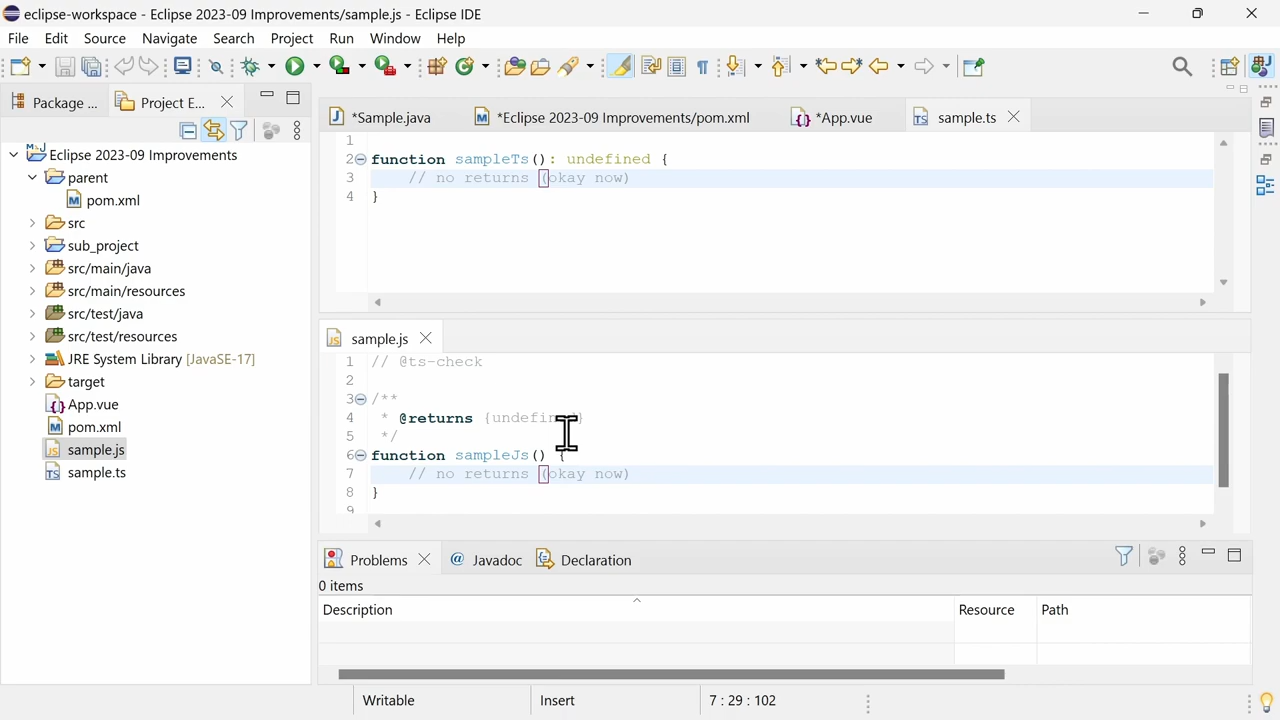 eclipse-workspace - Eclipse 2023-09 Improvements/sample.js - Eclipse IDE
File Edit Source Navigate Search Project Run Window Help
Package ... Project E...
*Sample.java *Eclipse 2023-09 Improvements/pom.xml *App.vue sample.ts
Eclipse 2023-09 Improvements
parent
pom.xml
src
sub_project
src/main/java
src/main/resources
src/test/java
src/test/resources
JRE System Library [JavaSE-17]
target
App.vue
pom.xml
sample.js
sample.ts
1
2 function sampleTs(): undefined {
3 // no returns (okay now)
4 }
sample.js
1 // @ts-check
2
3 /**
4 * @returns {undefined}
5 */
6 function sampleJs() {
7 // no returns (okay now)
8 }
9
Problems @ Javadoc Declaration
0 items
Description Resource Path
Writable Insert 7 : 29 : 102